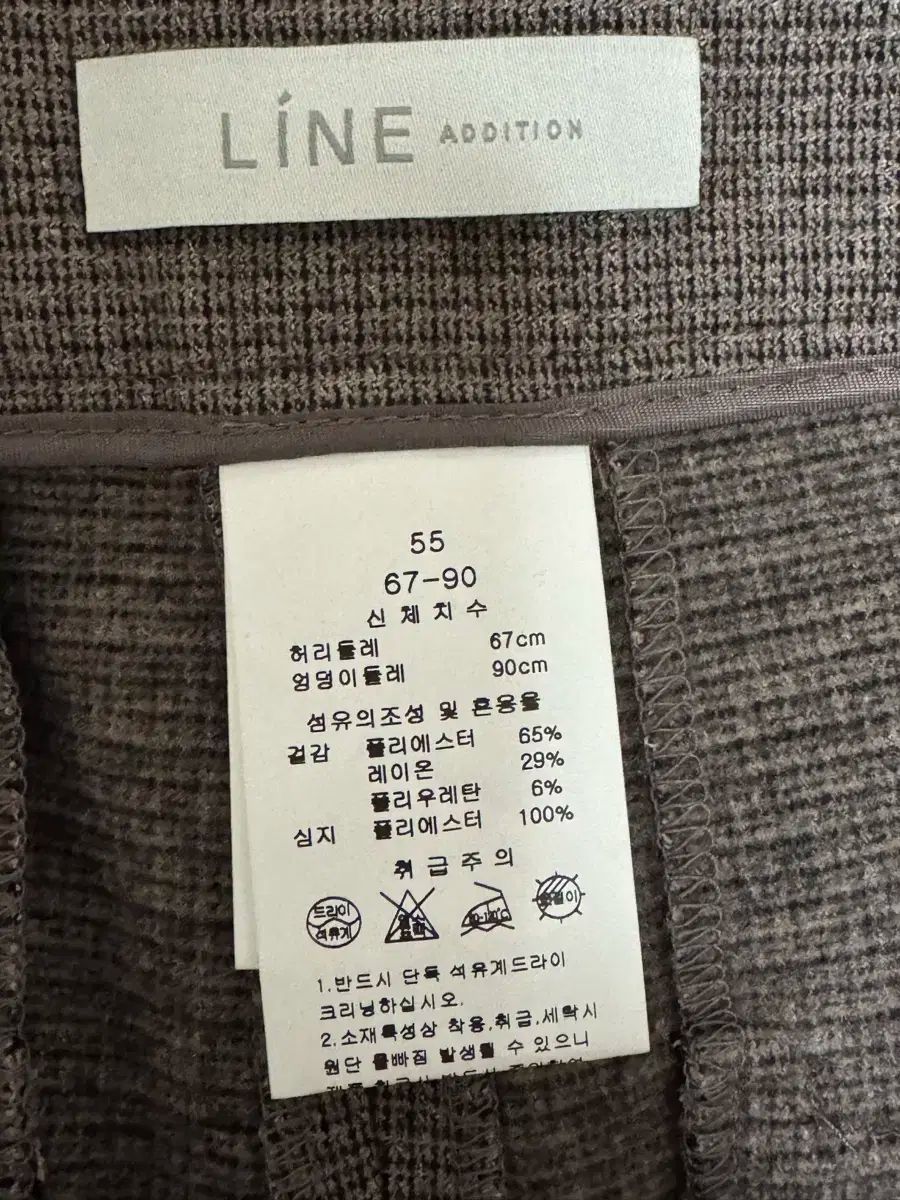 LÍNE ADDITION
55
67-90
신체치수
허리둘레 67cm
엉덩이둘레 90cm
섬유의조성 및 혼용율
겉감 폴리에스터 65%
레이온 29%
폴리우레탄 6%
심지 폴리에스터 100%
취급주의
드라이
석유계
옷걸이
1.반드시 단독 석유계드라이
크리닝하십시오.
2.소재특성상 착용,취급,세탁시
원단 올빠짐 발생될 수 있으니